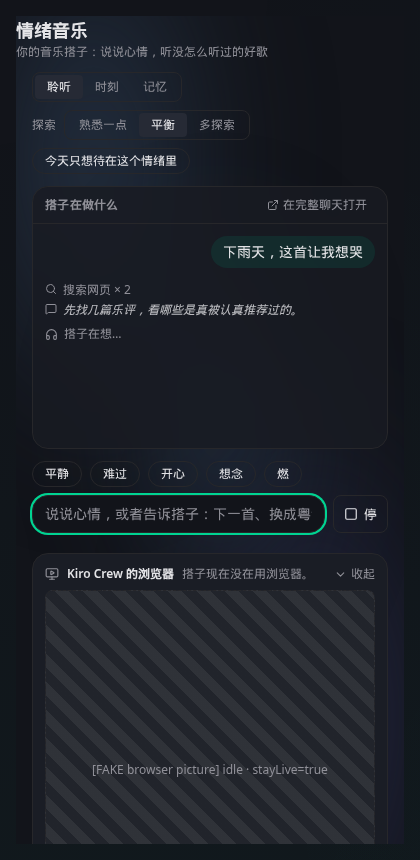 情绪音乐
你的音乐搭子：说说心情，听没怎么听过的好歌
聆听 时刻 记忆
探索 熟悉一点 平衡 多探索
今天只想待在这个情绪里
搭子在做什么 在完整聊天打开
下雨天，这首让我想哭
搜索网页 × 2
先找几篇乐评，看哪些是真被认真推荐过的。
搭子在想…
平静 难过 开心 想念 燃
说说心情，或者告诉搭子：下一首、换成粤 停
Kiro Crew 的浏览器 搭子现在没在用浏览器。 收起
[FAKE browser picture] idle · stayLive=true